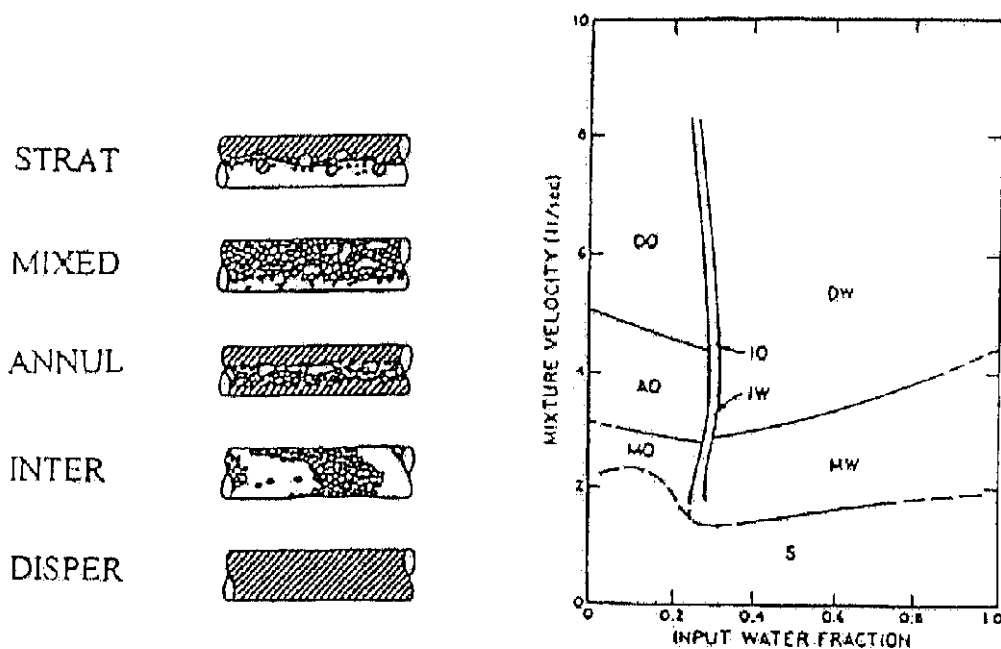 STRAT
MIXED
ANNUL
INTER
DISPER
MIXTURE VELOCITY (ft/sec)
10
8
6
4
2
0
DO
AO
MO
IO
IW
DW
MW
S
0 0.2 0.4 0.6 0.8 1.0
INPUT WATER FRACTION